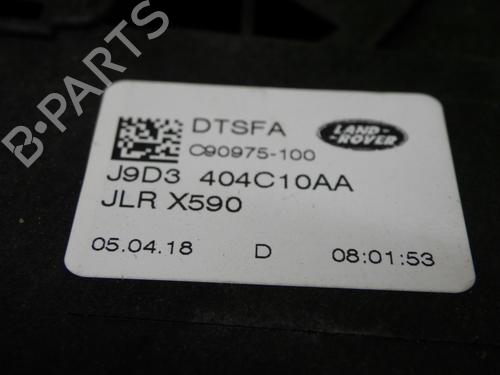 DTSFA
LAND-
ROVER
C90975-100
J9D3 404C10AA
JLR X590
05.04.18 D 08:01:53
B-PARTS